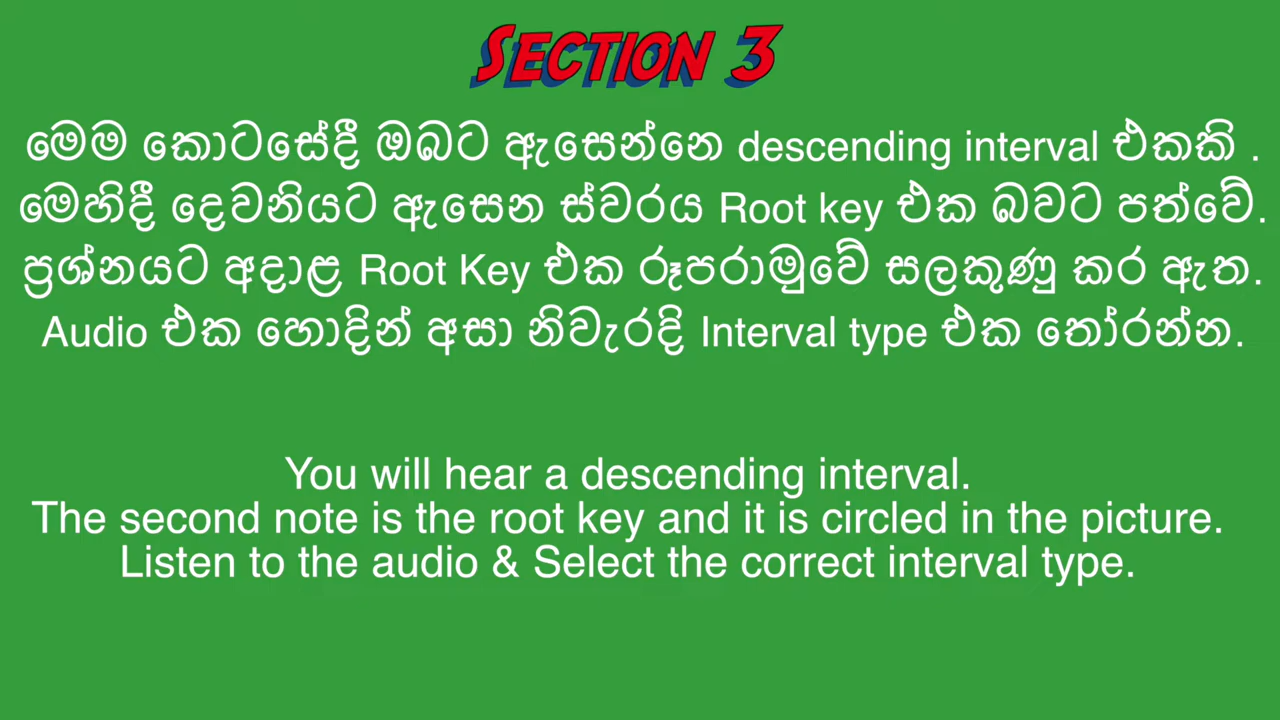 SECTION 3
මෙම කොටසේදී ඔබට ඇසෙන්නෙ descending interval එකකි .
මෙහිදී දෙවනියට ඇසෙන ස්වරය Root key එක බවට පත්වේ.
ප්‍රශ්නයට අදාළ Root Key එක රූපරාමුවේ සලකුණු කර ඇත.
Audio එක හොදින් අසා නිවැරදි Interval type එක තෝරන්න.
You will hear a descending interval.
The second note is the root key and it is circled in the picture.
Listen to the audio & Select the correct interval type.